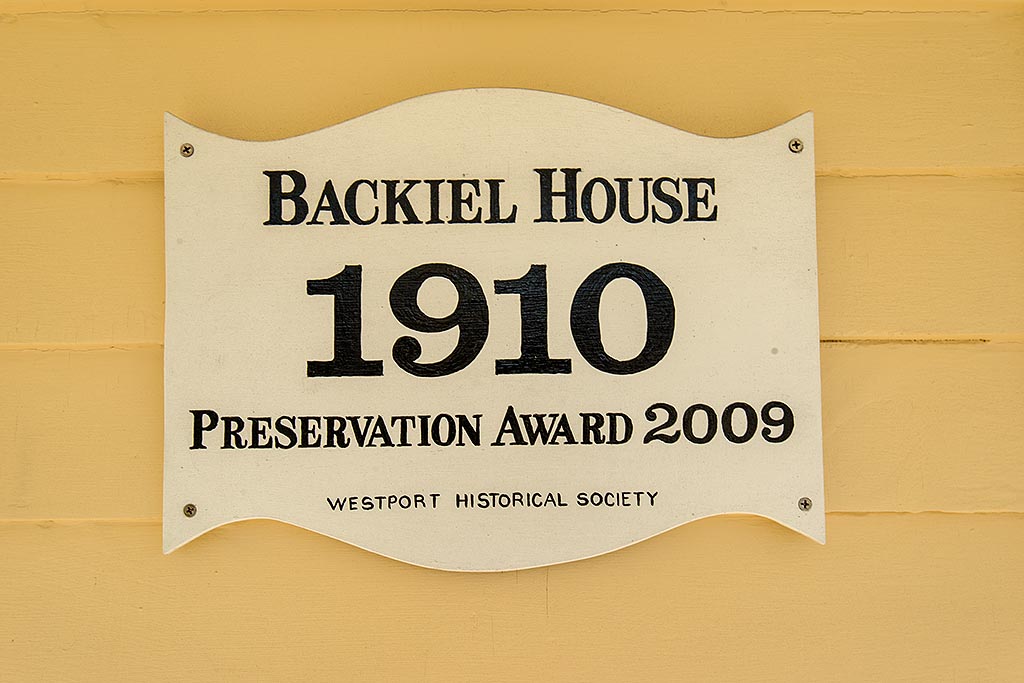 BACKIEL HOUSE
1910
PRESERVATION AWARD 2009
WESTPORT HISTORICAL SOCIETY